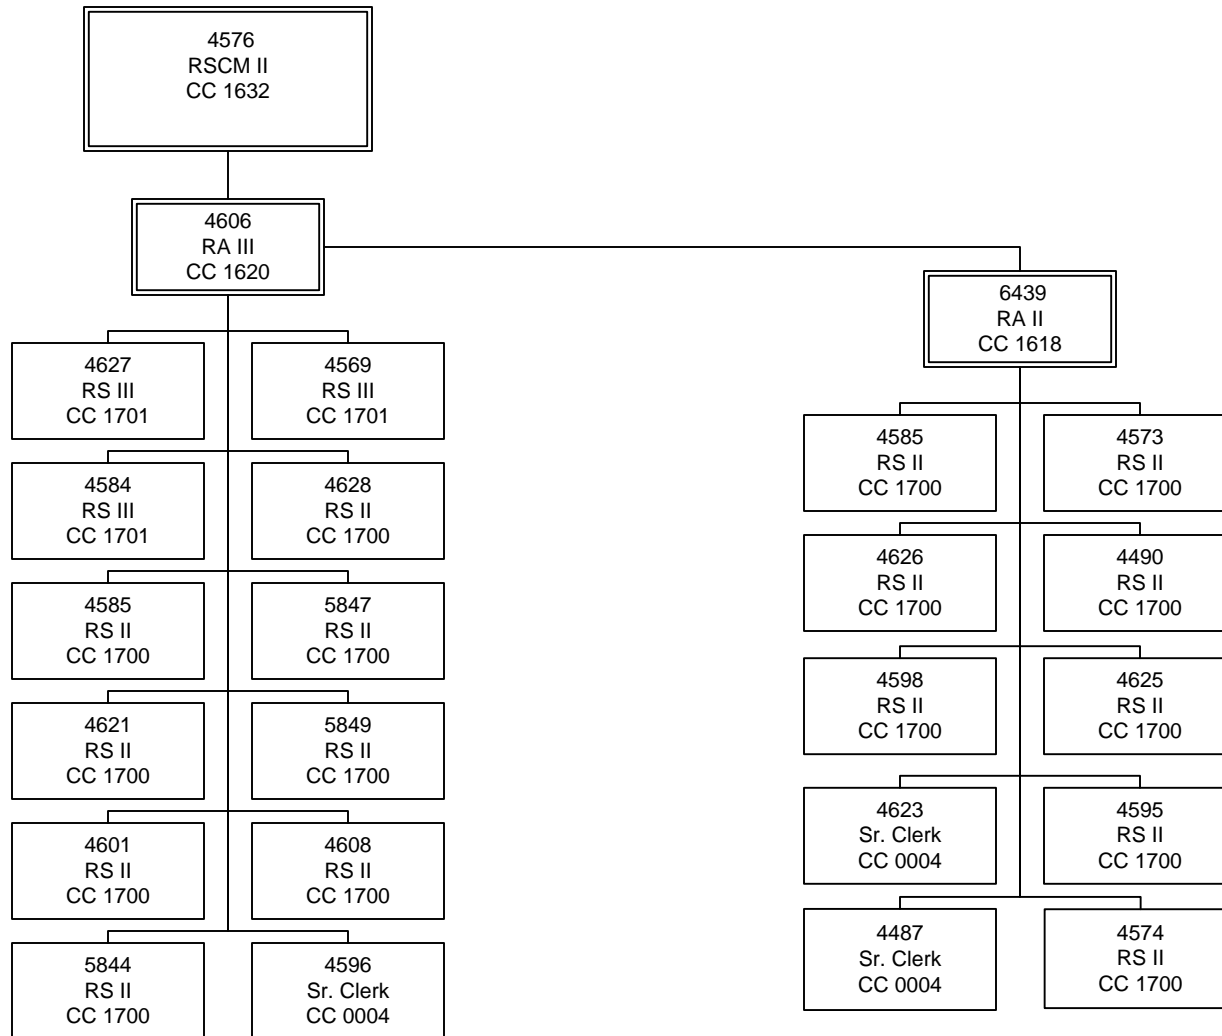 4576
RSCM II
CC 1632
4606
RA III
CC 1620
6439
RA II
CC 1618
4627
RS III
CC 1701
4569
RS III
CC 1701
4584
RS III
CC 1701
4628
RS II
CC 1700
4585
RS II
CC 1700
5847
RS II
CC 1700
4621
RS II
CC 1700
5849
RS II
CC 1700
4601
RS II
CC 1700
4608
RS II
CC 1700
5844
RS II
CC 1700
4596
Sr. Clerk
CC 0004
4585
RS II
CC 1700
4573
RS II
CC 1700
4626
RS II
CC 1700
4490
RS II
CC 1700
4598
RS II
CC 1700
4625
RS II
CC 1700
4623
Sr. Clerk
CC 0004
4595
RS II
CC 1700
4487
Sr. Clerk
CC 0004
4574
RS II
CC 1700